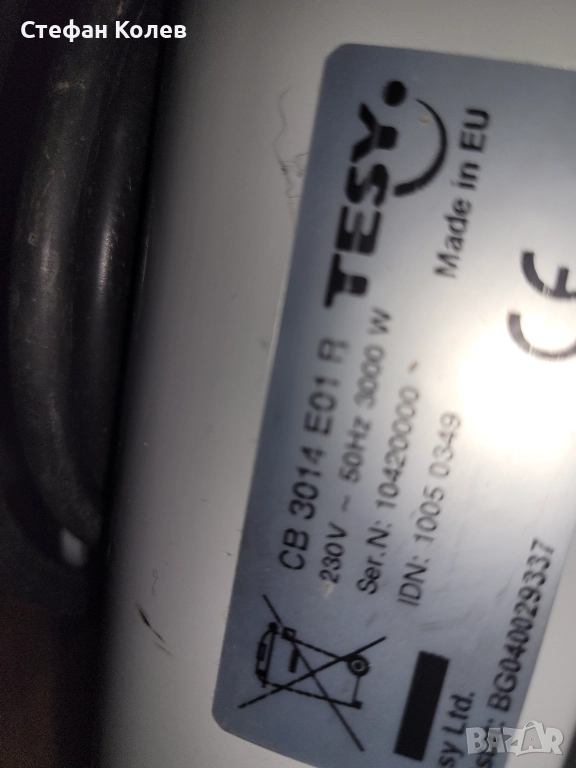 Стефан Колев
TESY
CB 3014 E01 R
230V ~ 50Hz 3000 W
Ser.N: 10420000
IDN: 1005 0349
Made in EU
CE
sy Ltd.
BG040029337
BAZAR